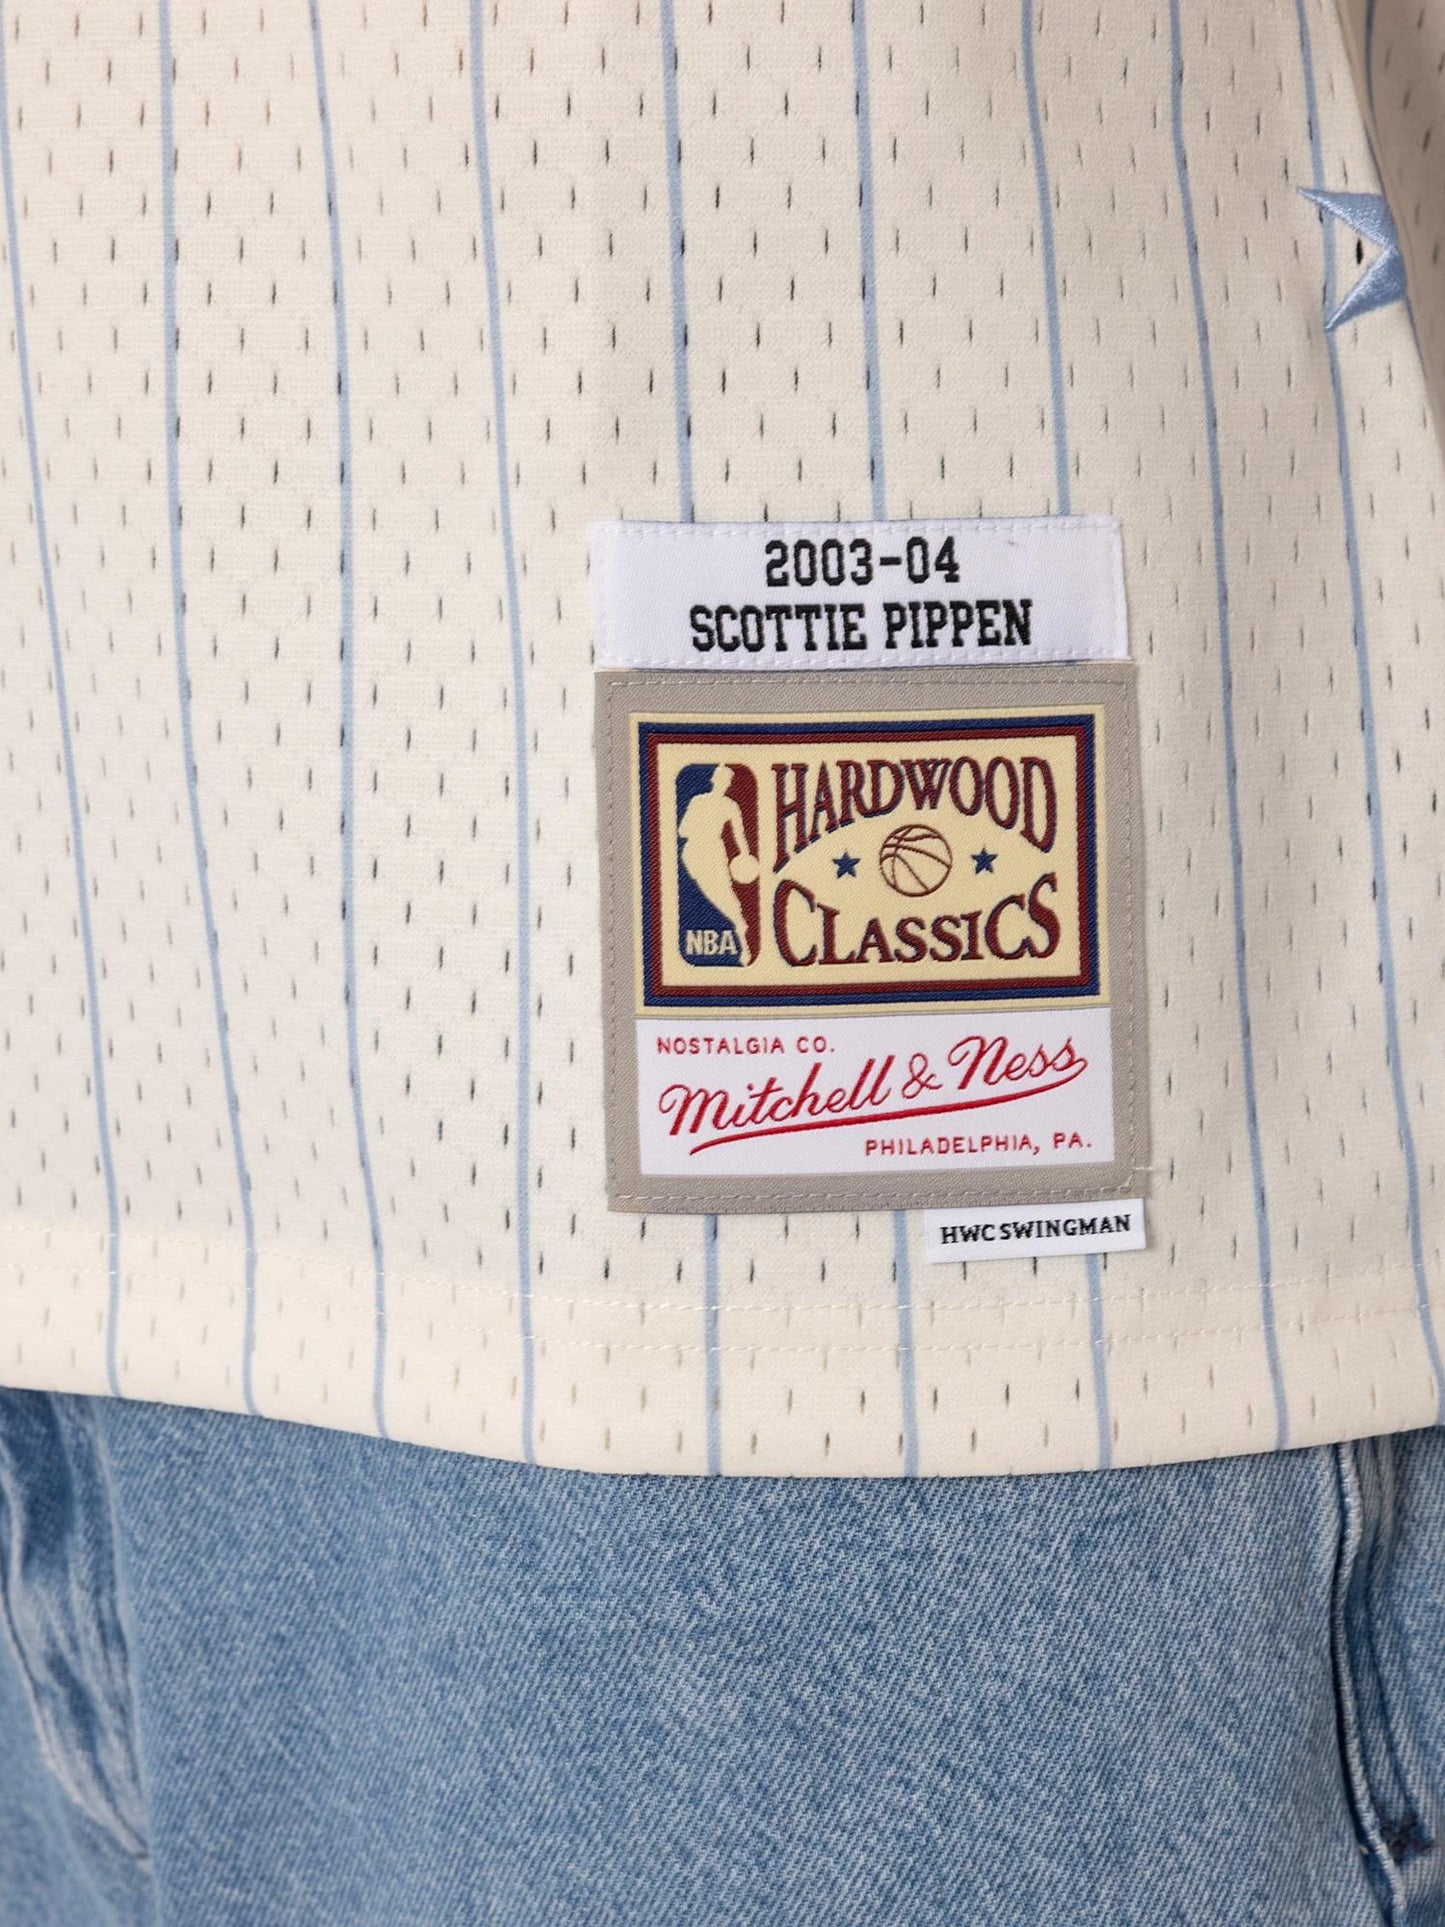 2003-04
SCOTTIE PIPPEN
HARDWOOD
CLASSICS
NBA
NOSTALGIA CO.
Mitchell & Ness
PHILADELPHIA, PA.
HWC SWINGMAN